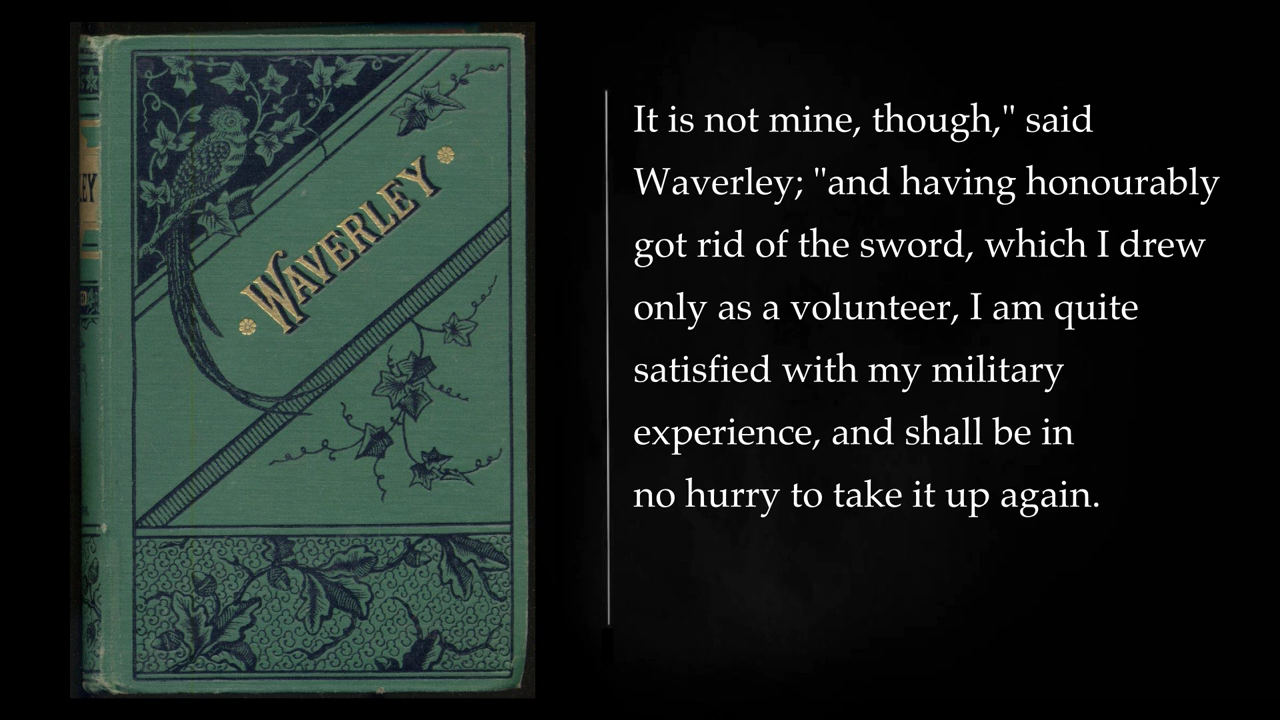 WAVERLEY
EY
It is not mine, though," said
Waverley; "and having honourably
got rid of the sword, which I drew
only as a volunteer, I am quite
satisfied with my military
experience, and shall be in
no hurry to take it up again.